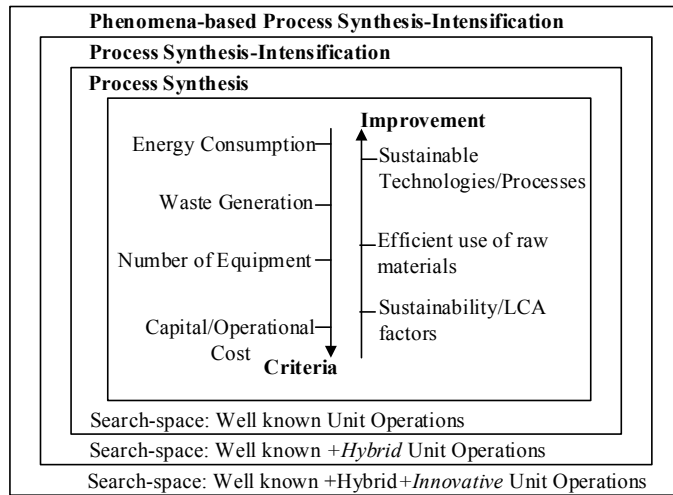 Phenomena-based Process Synthesis-Intensification
Process Synthesis-Intensification
Process Synthesis
Improvement
Energy Consumption
Sustainable
Technologies/Processes
Waste Generation
Efficient use of raw
materials
Number of Equipment
Sustainability/LCA
factors
Capital/Operational
Cost
Criteria
Search-space: Well known Unit Operations
Search-space: Well known +Hybrid Unit Operations
Search-space: Well known +Hybrid+Innovative Unit Operations